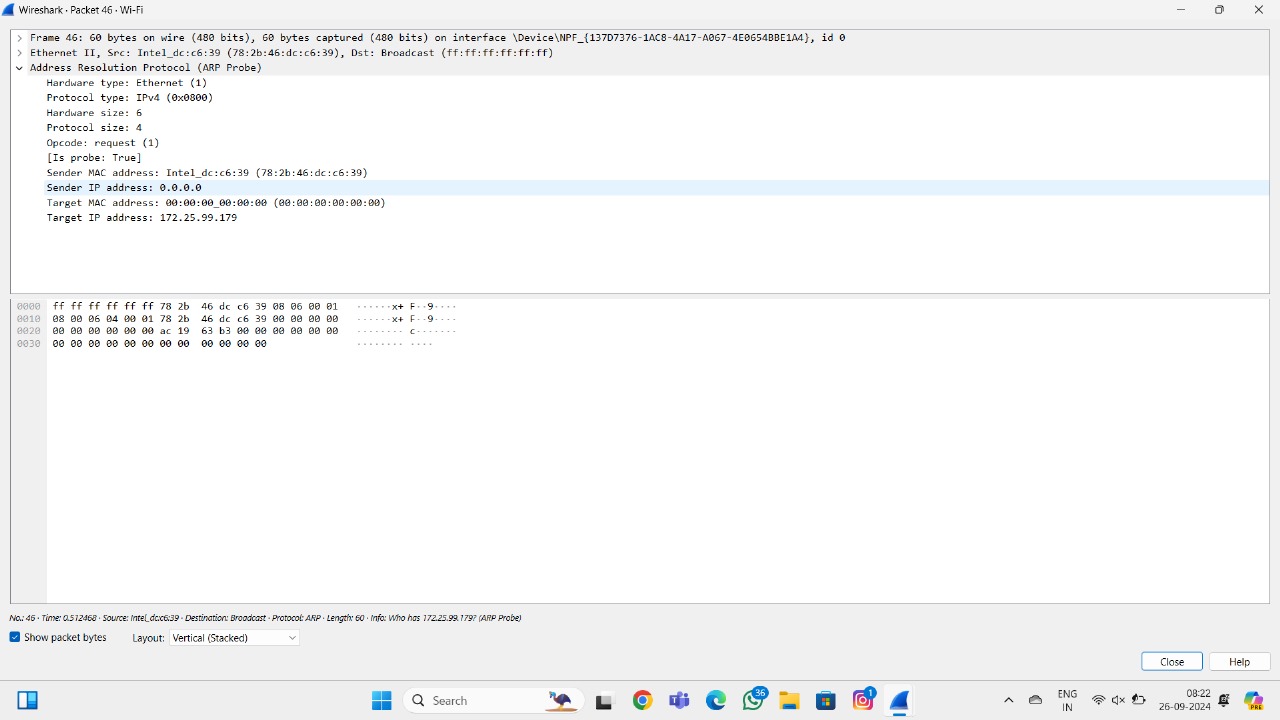 Wireshark · Packet 46 · Wi-Fi
Frame 46: 60 bytes on wire (480 bits), 60 bytes captured (480 bits) on interface \Device\NPF_{137D7376-1AC8-4A17-A067-4E0654BBE1A4}, id 0
Ethernet II, Src: Intel_dc:c6:39 (78:2b:46:dc:c6:39), Dst: Broadcast (ff:ff:ff:ff:ff:ff)
Address Resolution Protocol (ARP Probe)
Hardware type: Ethernet (1)
Protocol type: IPv4 (0x0800)
Hardware size: 6
Protocol size: 4
Opcode: request (1)
[Is probe: True]
Sender MAC address: Intel_dc:c6:39 (78:2b:46:dc:c6:39)
Sender IP address: 0.0.0.0
Target MAC address: 00:00:00_00:00:00 (00:00:00:00:00:00)
Target IP address: 172.25.99.179
0000 ff ff ff ff ff ff 78 2b 46 dc c6 39 08 06 00 01 ······x+ F··9····
0010 08 00 06 04 00 01 78 2b 46 dc c6 39 00 00 00 00 ······x+ F··9····
0020 00 00 00 00 00 00 ac 19 63 b3 00 00 00 00 00 00 ········ c·······
0030 00 00 00 00 00 00 00 00 00 00 00 00 ········ ····
No.: 46 · Time: 0.512468 · Source: Intel_dc:c6:39 · Destination: Broadcast · Protocol: ARP · Length: 60 · Info: Who has 172.25.99.179? (ARP Probe)
Show packet bytes Layout: Vertical (Stacked)
Close Help
Search 36 1 ENG IN 08:22 26-09-2024 PRE